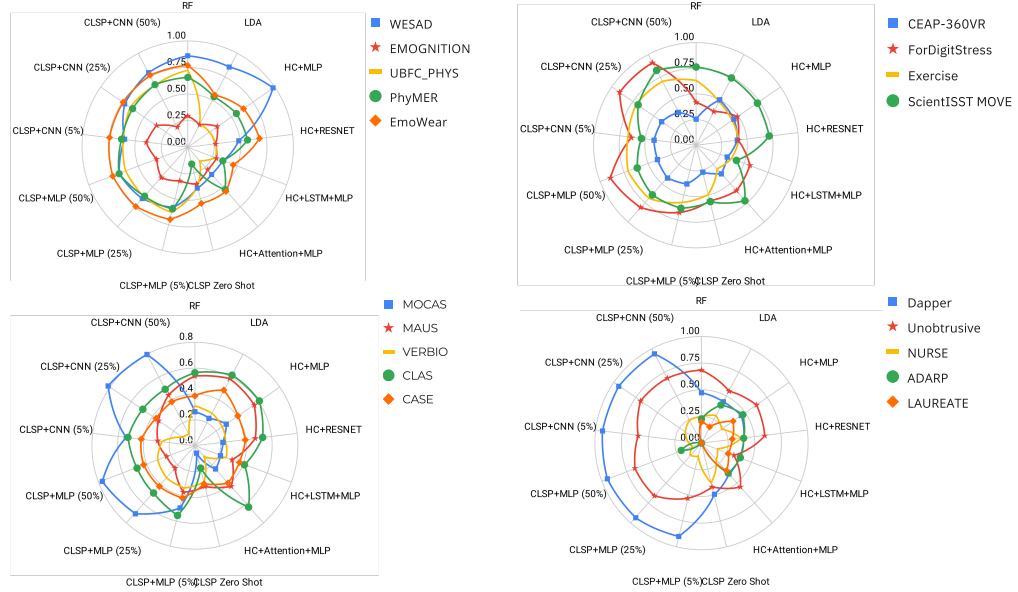 RF
CLSP+CNN (50%)
LDA
CLSP+CNN (25%)
HC+MLP
CLSP+CNN (5%)
HC+RESNET
CLSP+MLP (50%)
HC+LSTM+MLP
CLSP+MLP (25%)
HC+Attention+MLP
CLSP+MLP (5%)
CLSP Zero Shot
1.00
0.75
0.50
0.25
0.00
WESAD
EMOGNITION
UBFC_PHYS
PhyMER
EmoWear
RF
CLSP+CNN (50%)
LDA
CLSP+CNN (25%)
HC+MLP
CLSP+CNN (5%)
HC+RESNET
CLSP+MLP (50%)
HC+LSTM+MLP
CLSP+MLP (25%)
HC+Attention+MLP
CLSP+MLP (5%)
CLSP Zero Shot
1.00
0.75
0.50
0.25
0.00
CEAP-360VR
ForDigitStress
Exercise
ScientISST MOVE
RF
CLSP+CNN (50%)
LDA
CLSP+CNN (25%)
HC+MLP
CLSP+CNN (5%)
HC+RESNET
CLSP+MLP (50%)
HC+LSTM+MLP
CLSP+MLP (25%)
HC+Attention+MLP
CLSP+MLP (5%)
CLSP Zero Shot
0.8
0.6
0.4
0.2
0.0
MOCAS
MAUS
VERBIO
CLAS
CASE
RF
CLSP+CNN (50%)
LDA
CLSP+CNN (25%)
HC+MLP
CLSP+CNN (5%)
HC+RESNET
CLSP+MLP (50%)
HC+LSTM+MLP
CLSP+MLP (25%)
HC+Attention+MLP
CLSP+MLP (5%)
CLSP Zero Shot
1.00
0.75
0.50
0.25
0.00
Dapper
Unobtrusive
NURSE
ADARP
LAUREATE